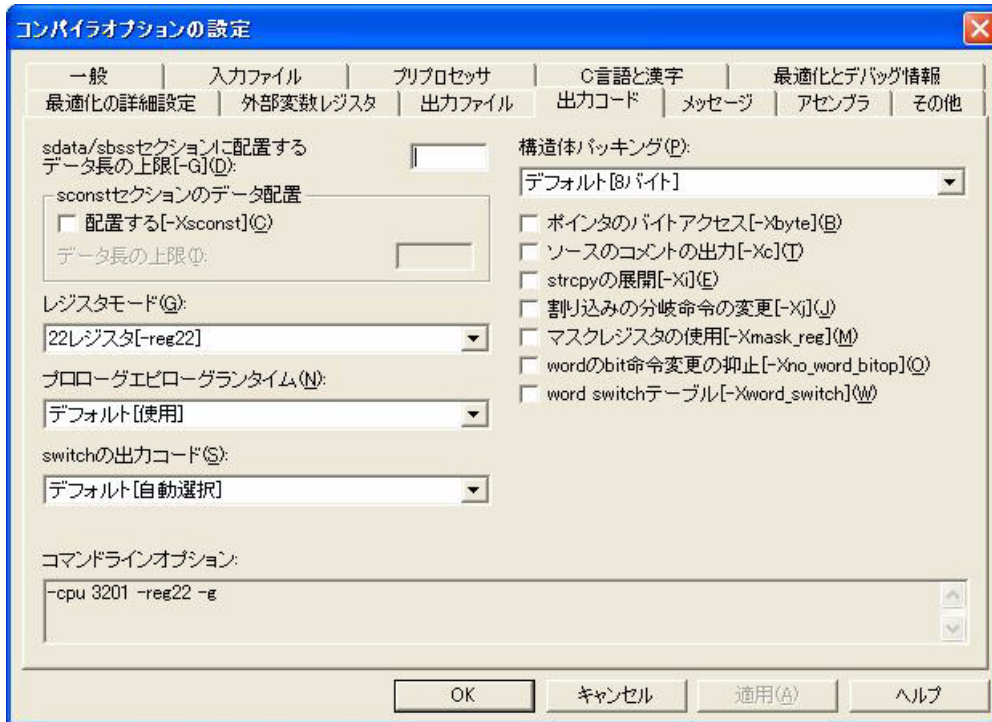 コンパイラオプションの設定
一般
入力ファイル
プリプロセッサ
C言語と漢字
最適化とデバッグ情報
最適化の詳細設定
外部変数レジスタ
出力ファイル
出力コード
メッセージ
アセンブラ
その他
sdata/sbssセクションに配置する
データ長の上限[-G](D):
sconstセクションのデータ配置
配置する[-Xsconst](C)
データ長の上限(I):
レジスタモード(G):
22レジスタ[-reg22]
プロローグエピローグランタイム(N):
デフォルト[使用]
switchの出力コード(S):
デフォルト[自動選択]
構造体パッキング(P):
デフォルト[8バイト]
ポインタのバイトアクセス[-Xbyte](B)
ソースのコメントの出力[-Xc](T)
strcpyの展開[-Xi](E)
割り込みの分岐命令の変更[-Xj](J)
マスクレジスタの使用[-Xmask_reg](M)
wordのbit命令変更の抑止[-Xno_word_bitop](O)
word switchテーブル[-Xword_switch](W)
コマンドラインオプション:
-cpu 3201 -reg22 -g
OK
キャンセル
適用(A)
ヘルプ